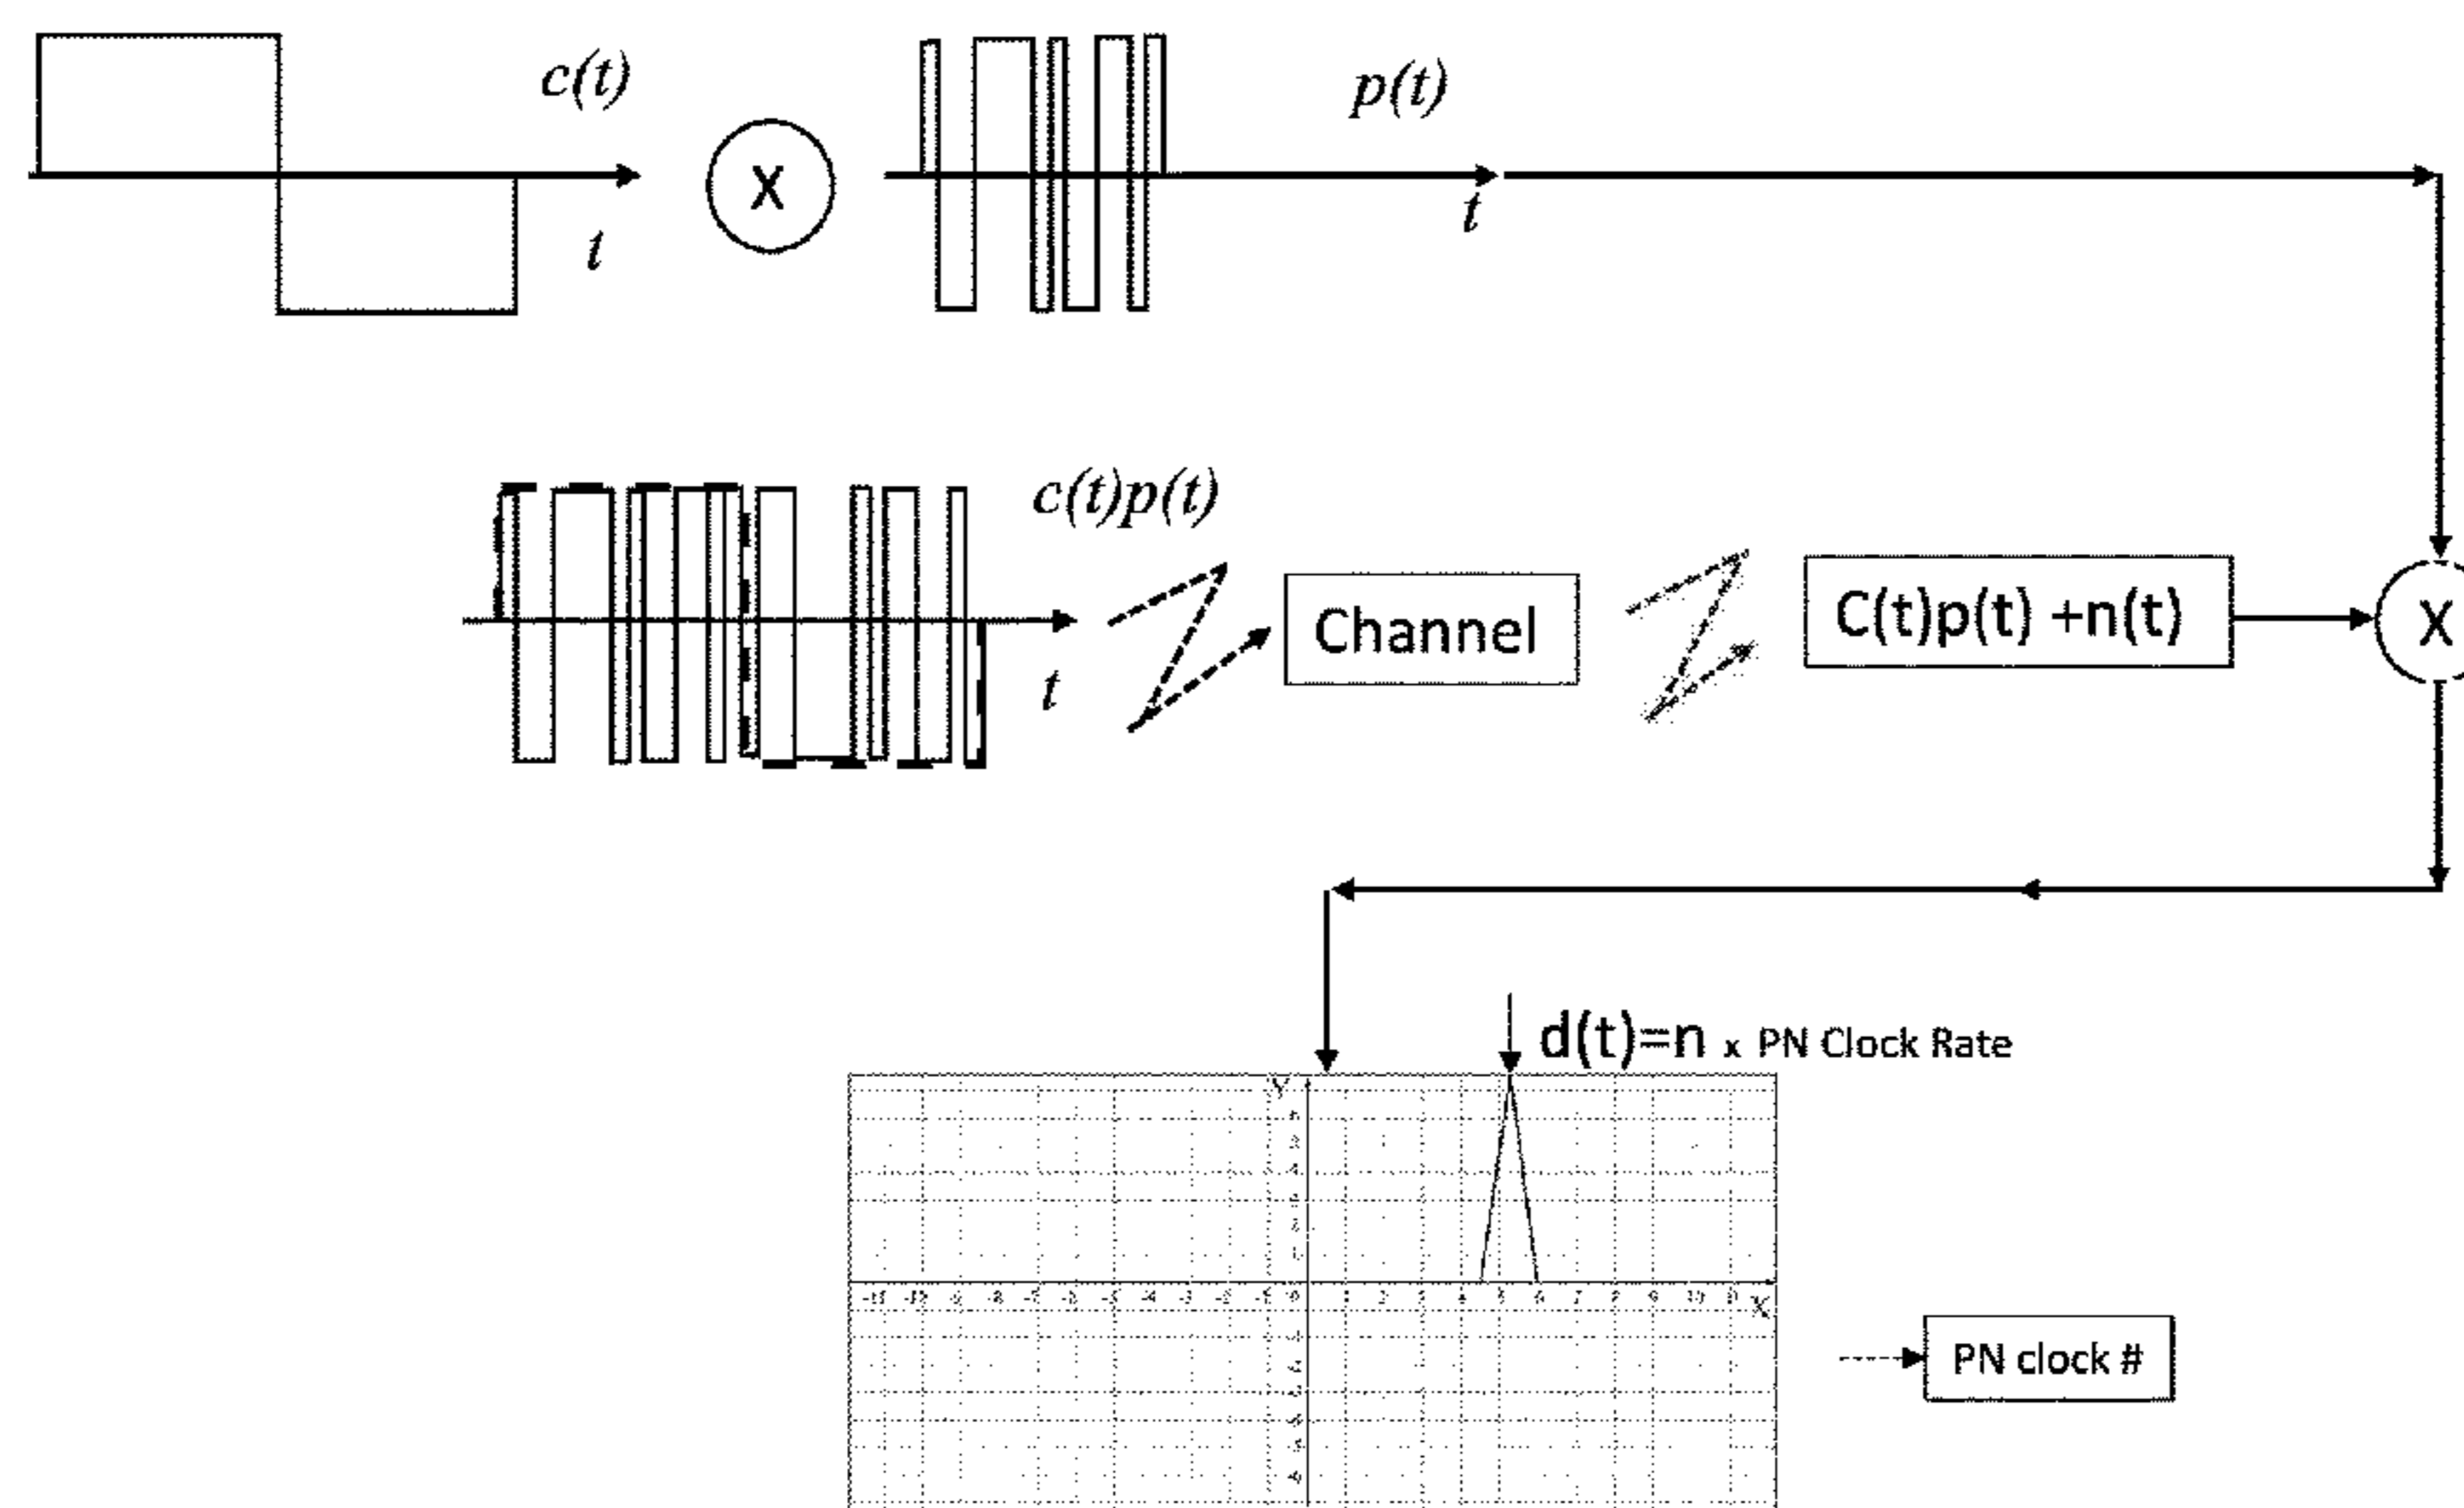 c(t)
p(t)
X
t
t
c(t)p(t)
C(t)p(t) +n(t)
Channel
X
t
d(t)=n x PN Clock Rate
Y
X
PN clock #